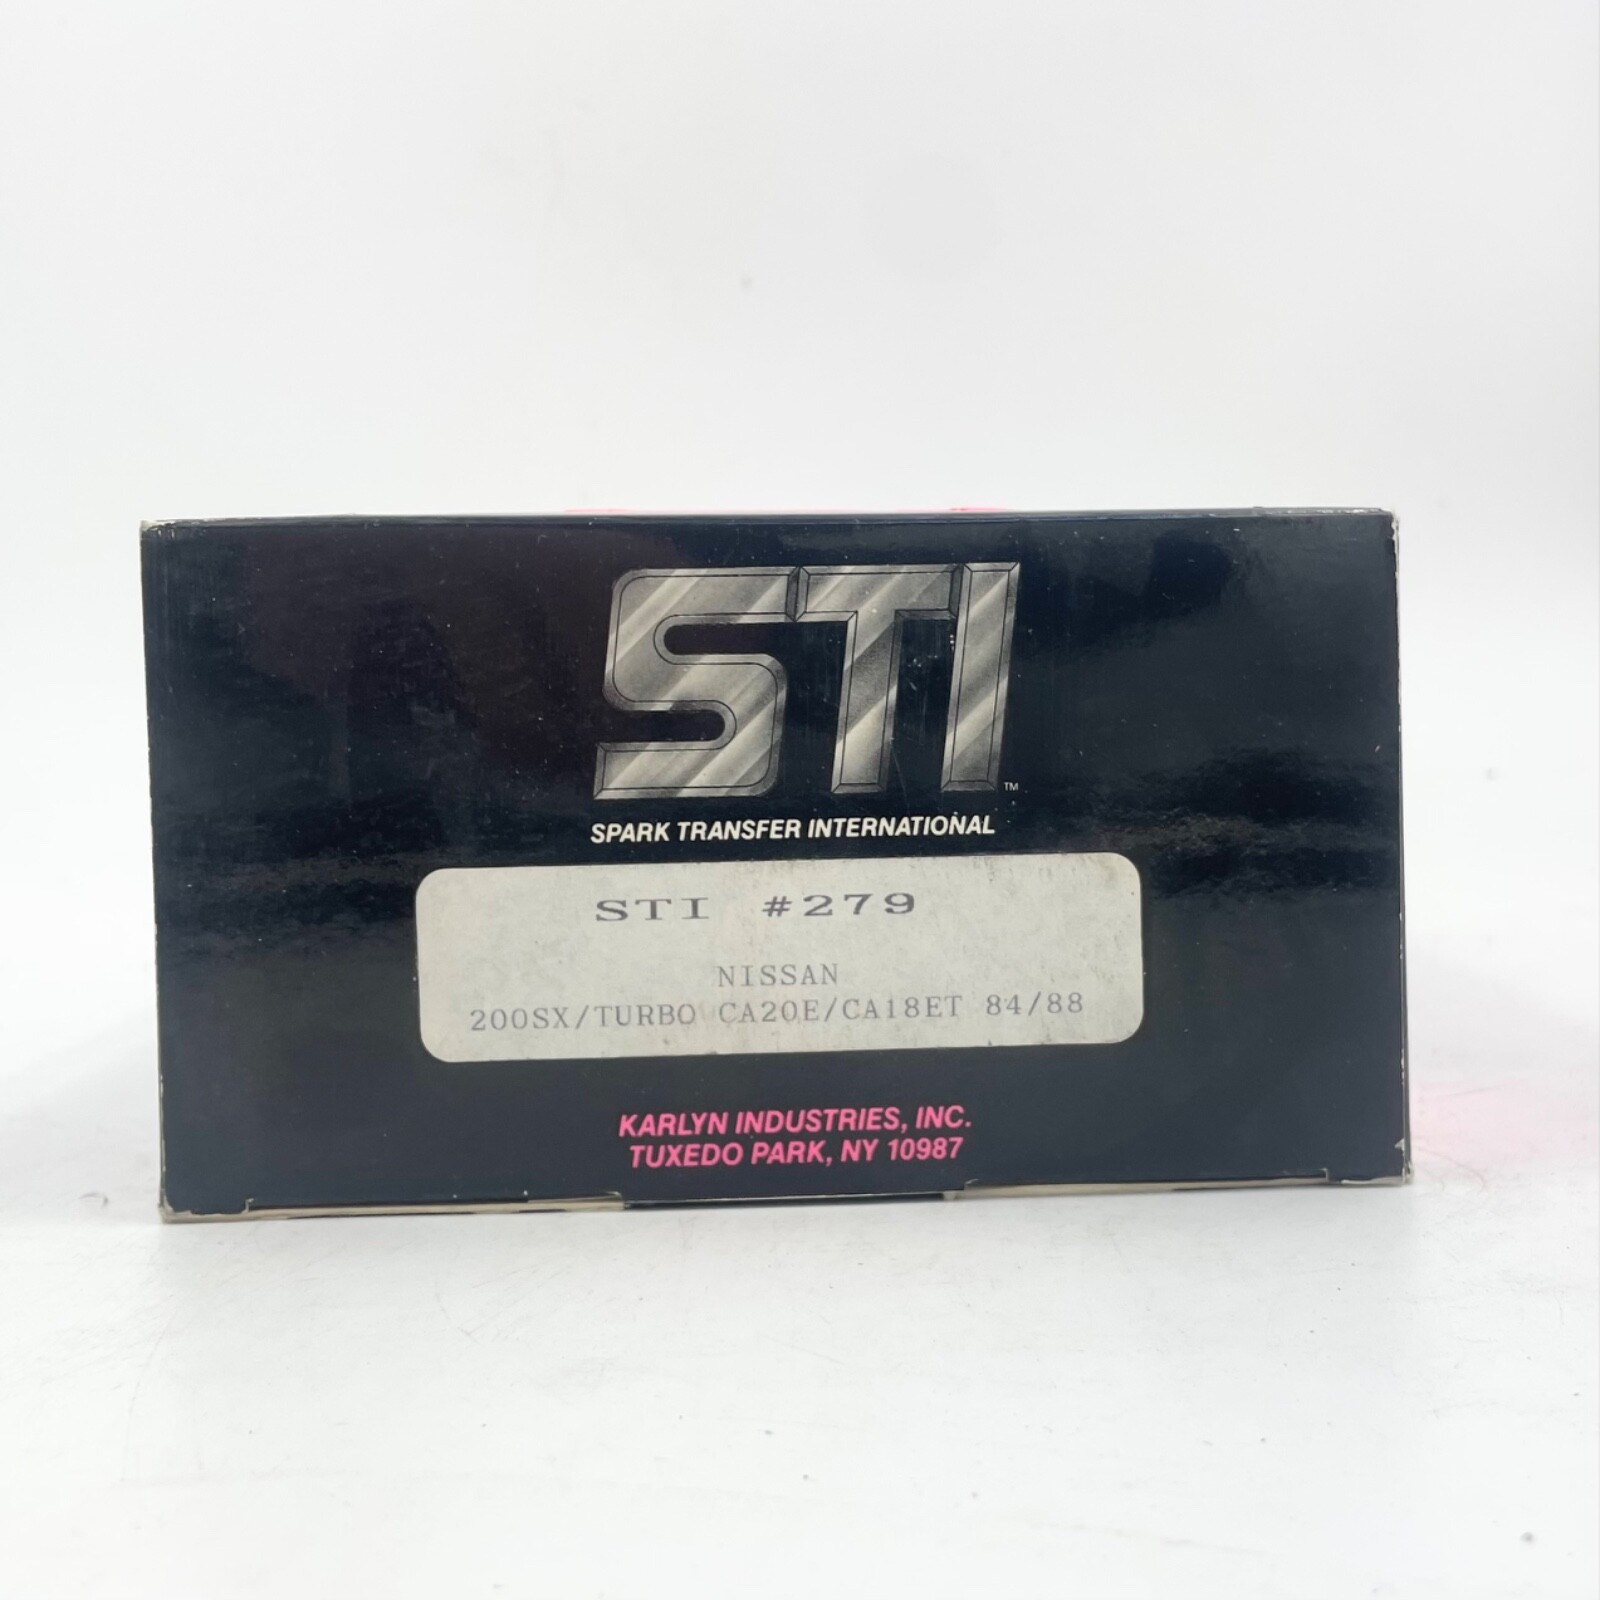 STI™
SPARK TRANSFER INTERNATIONAL
STI #279
NISSAN
200SX/TURBO CA20E/CA18ET 84/88
KARLYN INDUSTRIES, INC.
TUXEDO PARK, NY 10987